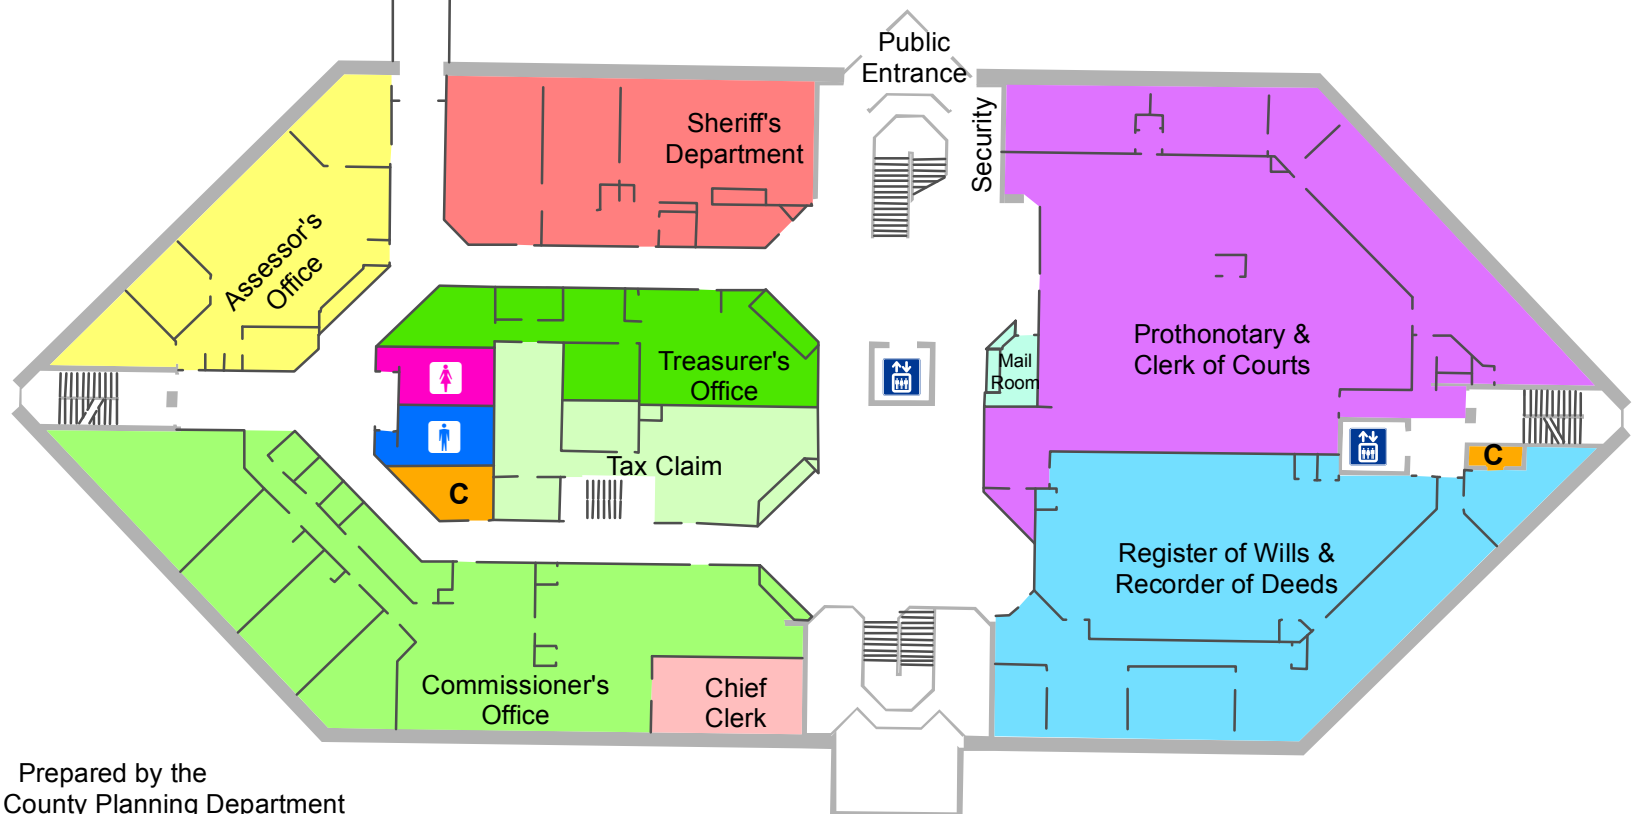 Public
Entrance
Security
Sheriff's
Department
Assessor's
Office
Treasurer's
Office
Mail
Room
Prothonotary &
Clerk of Courts
Tax Claim
C
C
Register of Wills &
Recorder of Deeds
Commissioner's
Office
Chief
Clerk
Prepared by the
County Planning Department